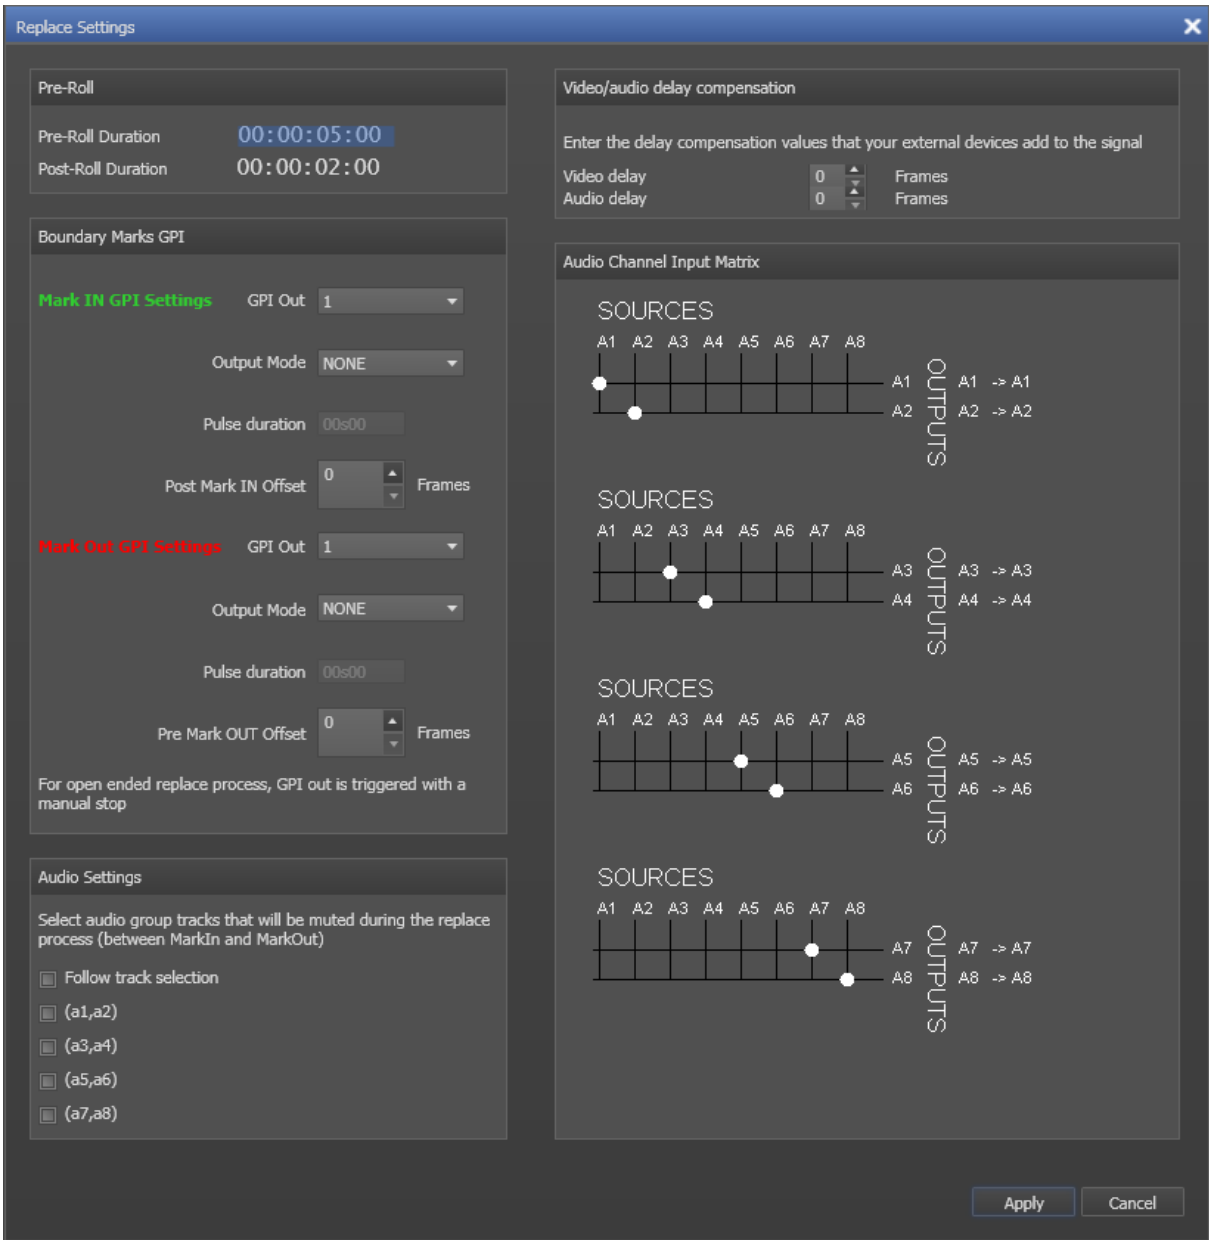 Replace Settings
Pre-Roll
Pre-Roll Duration 00:00:05:00
Post-Roll Duration 00:00:02:00
Boundary Marks GPI
Mark IN GPI Settings GPI Out 1
Output Mode NONE
Pulse duration 00s00
Post Mark IN Offset 0 Frames
Mark Out GPI Settings GPI Out 1
Output Mode NONE
Pulse duration 00s00
Pre Mark OUT Offset 0 Frames
For open ended replace process, GPI out is triggered with a
manual stop
Audio Settings
Select audio group tracks that will be muted during the replace
process (between MarkIn and MarkOut)
Follow track selection
(a1,a2)
(a3,a4)
(a5,a6)
(a7,a8)
Video/audio delay compensation
Enter the delay compensation values that your external devices add to the signal
Video delay 0 Frames
Audio delay 0 Frames
Audio Channel Input Matrix
SOURCES
A1 A2 A3 A4 A5 A6 A7 A8
A1 A1 -> A1
A2 A2 -> A2
OUTPUTS
SOURCES
A1 A2 A3 A4 A5 A6 A7 A8
A3 A3 -> A3
A4 A4 -> A4
OUTPUTS
SOURCES
A1 A2 A3 A4 A5 A6 A7 A8
A5 A5 -> A5
A6 A6 -> A6
OUTPUTS
SOURCES
A1 A2 A3 A4 A5 A6 A7 A8
A7 A7 -> A7
A8 A8 -> A8
OUTPUTS
Apply Cancel